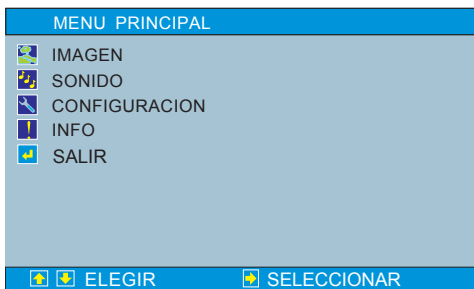 MENU PRINCIPAL
IMAGEN
SONIDO
CONFIGURACION
INFO
SALIR
ELEGIR SELECCIONAR